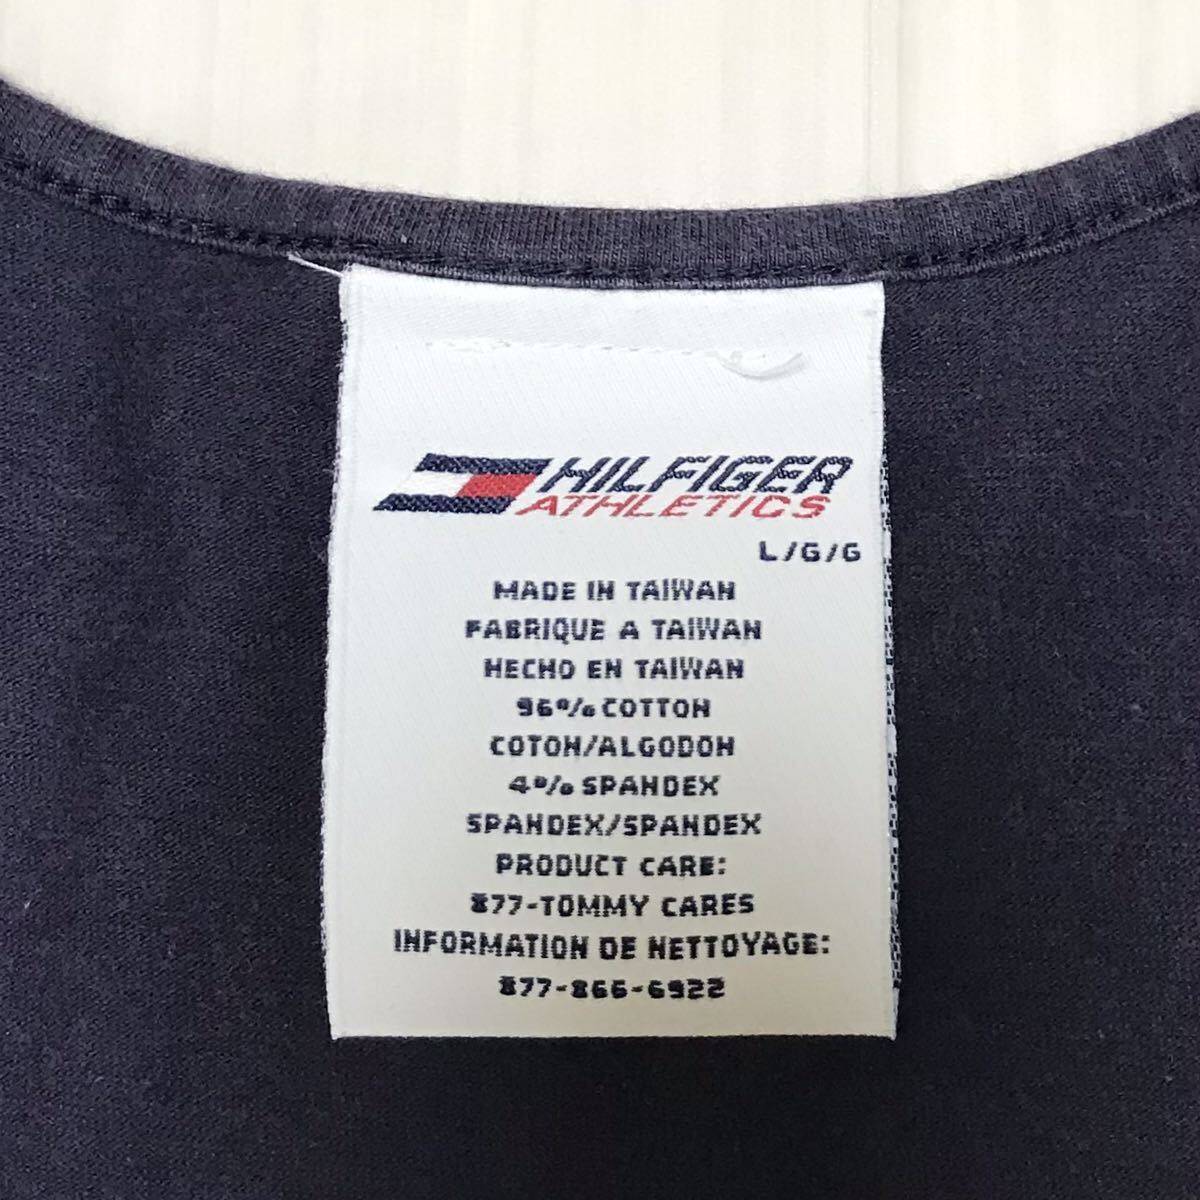 HILFIGER
ATHLETICS
L/G/G
MADE IN TAIWAN
FABRIQUE A TAIWAN
HECHO EN TAIWAN
96% COTTON
COTON/ALGODON
4% SPANDEX
SPANDEX/SPANDEX
PRODUCT CARE:
877-TOMMY CARES
INFORMATION DE NETTOYAGE:
877-866-6922